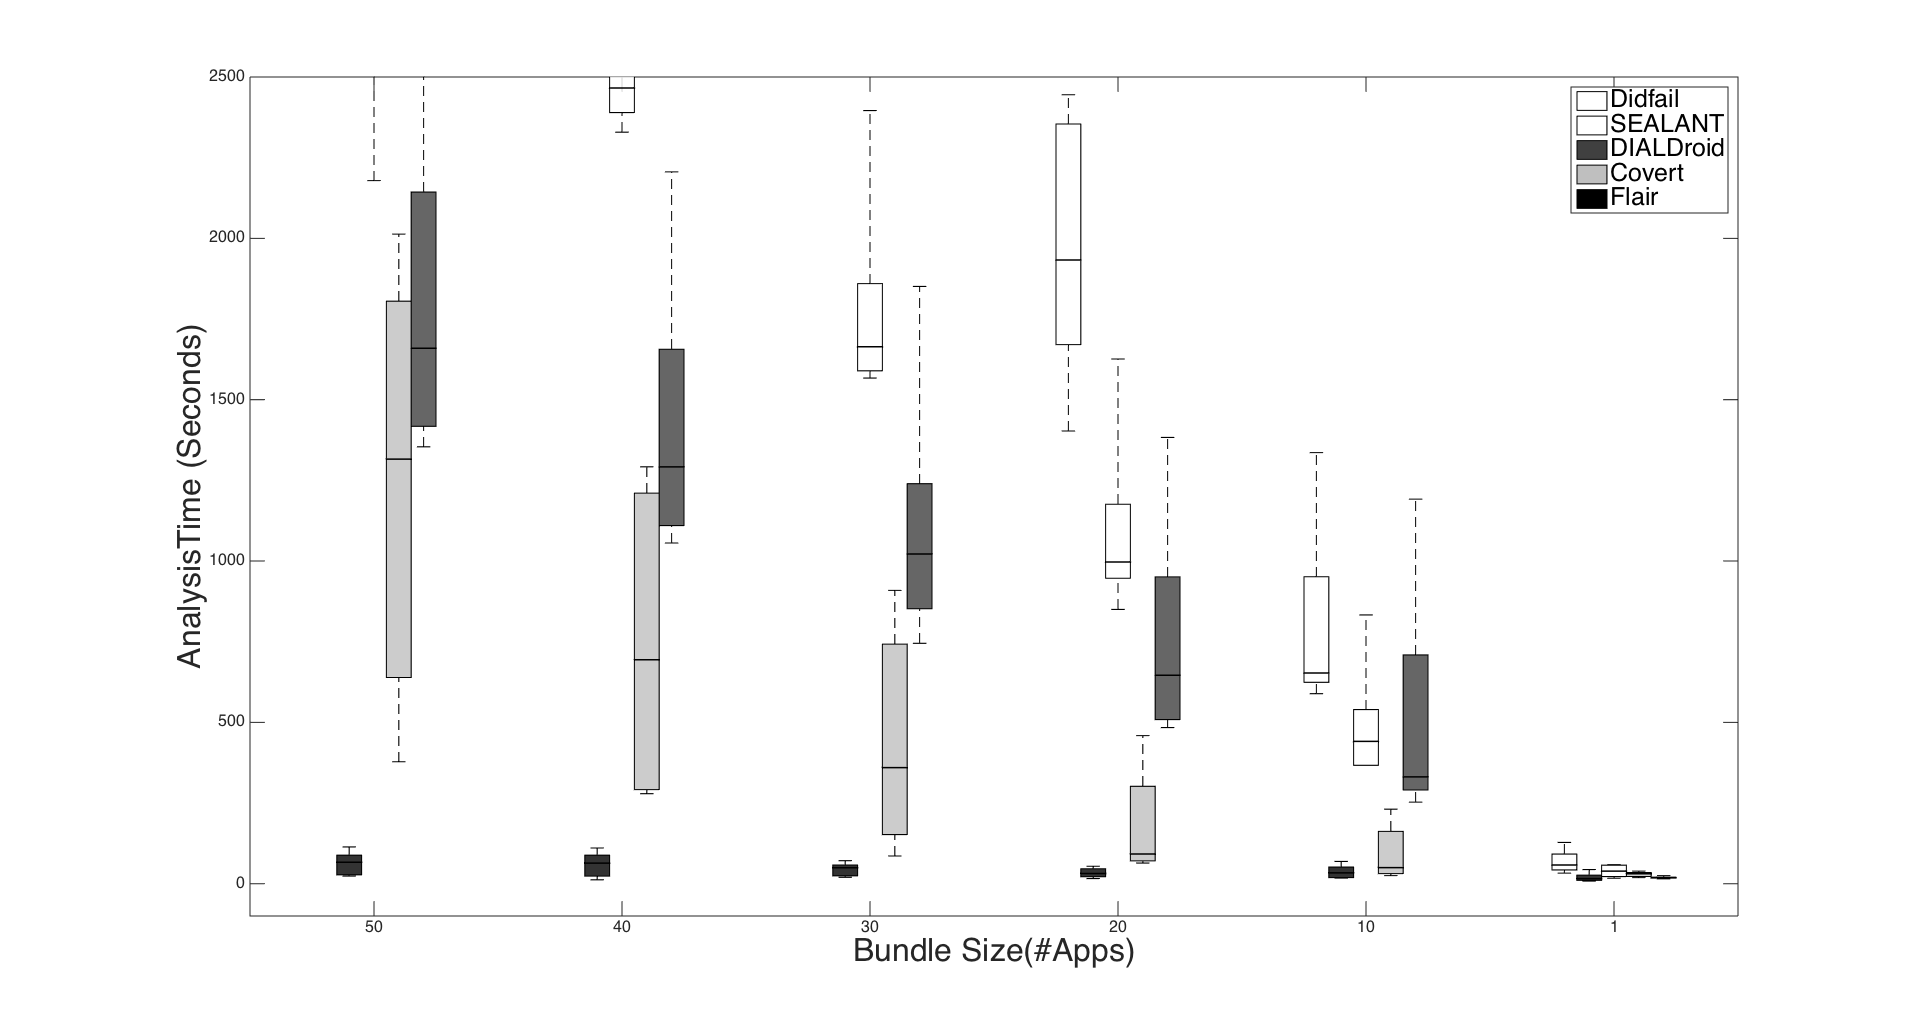 2500
2000
1500
1000
500
0
AnalysisTime (Seconds)
Didfail
SEALANT
DIALDroid
Covert
Flair
50 40 30 20 10 1
Bundle Size(#Apps)